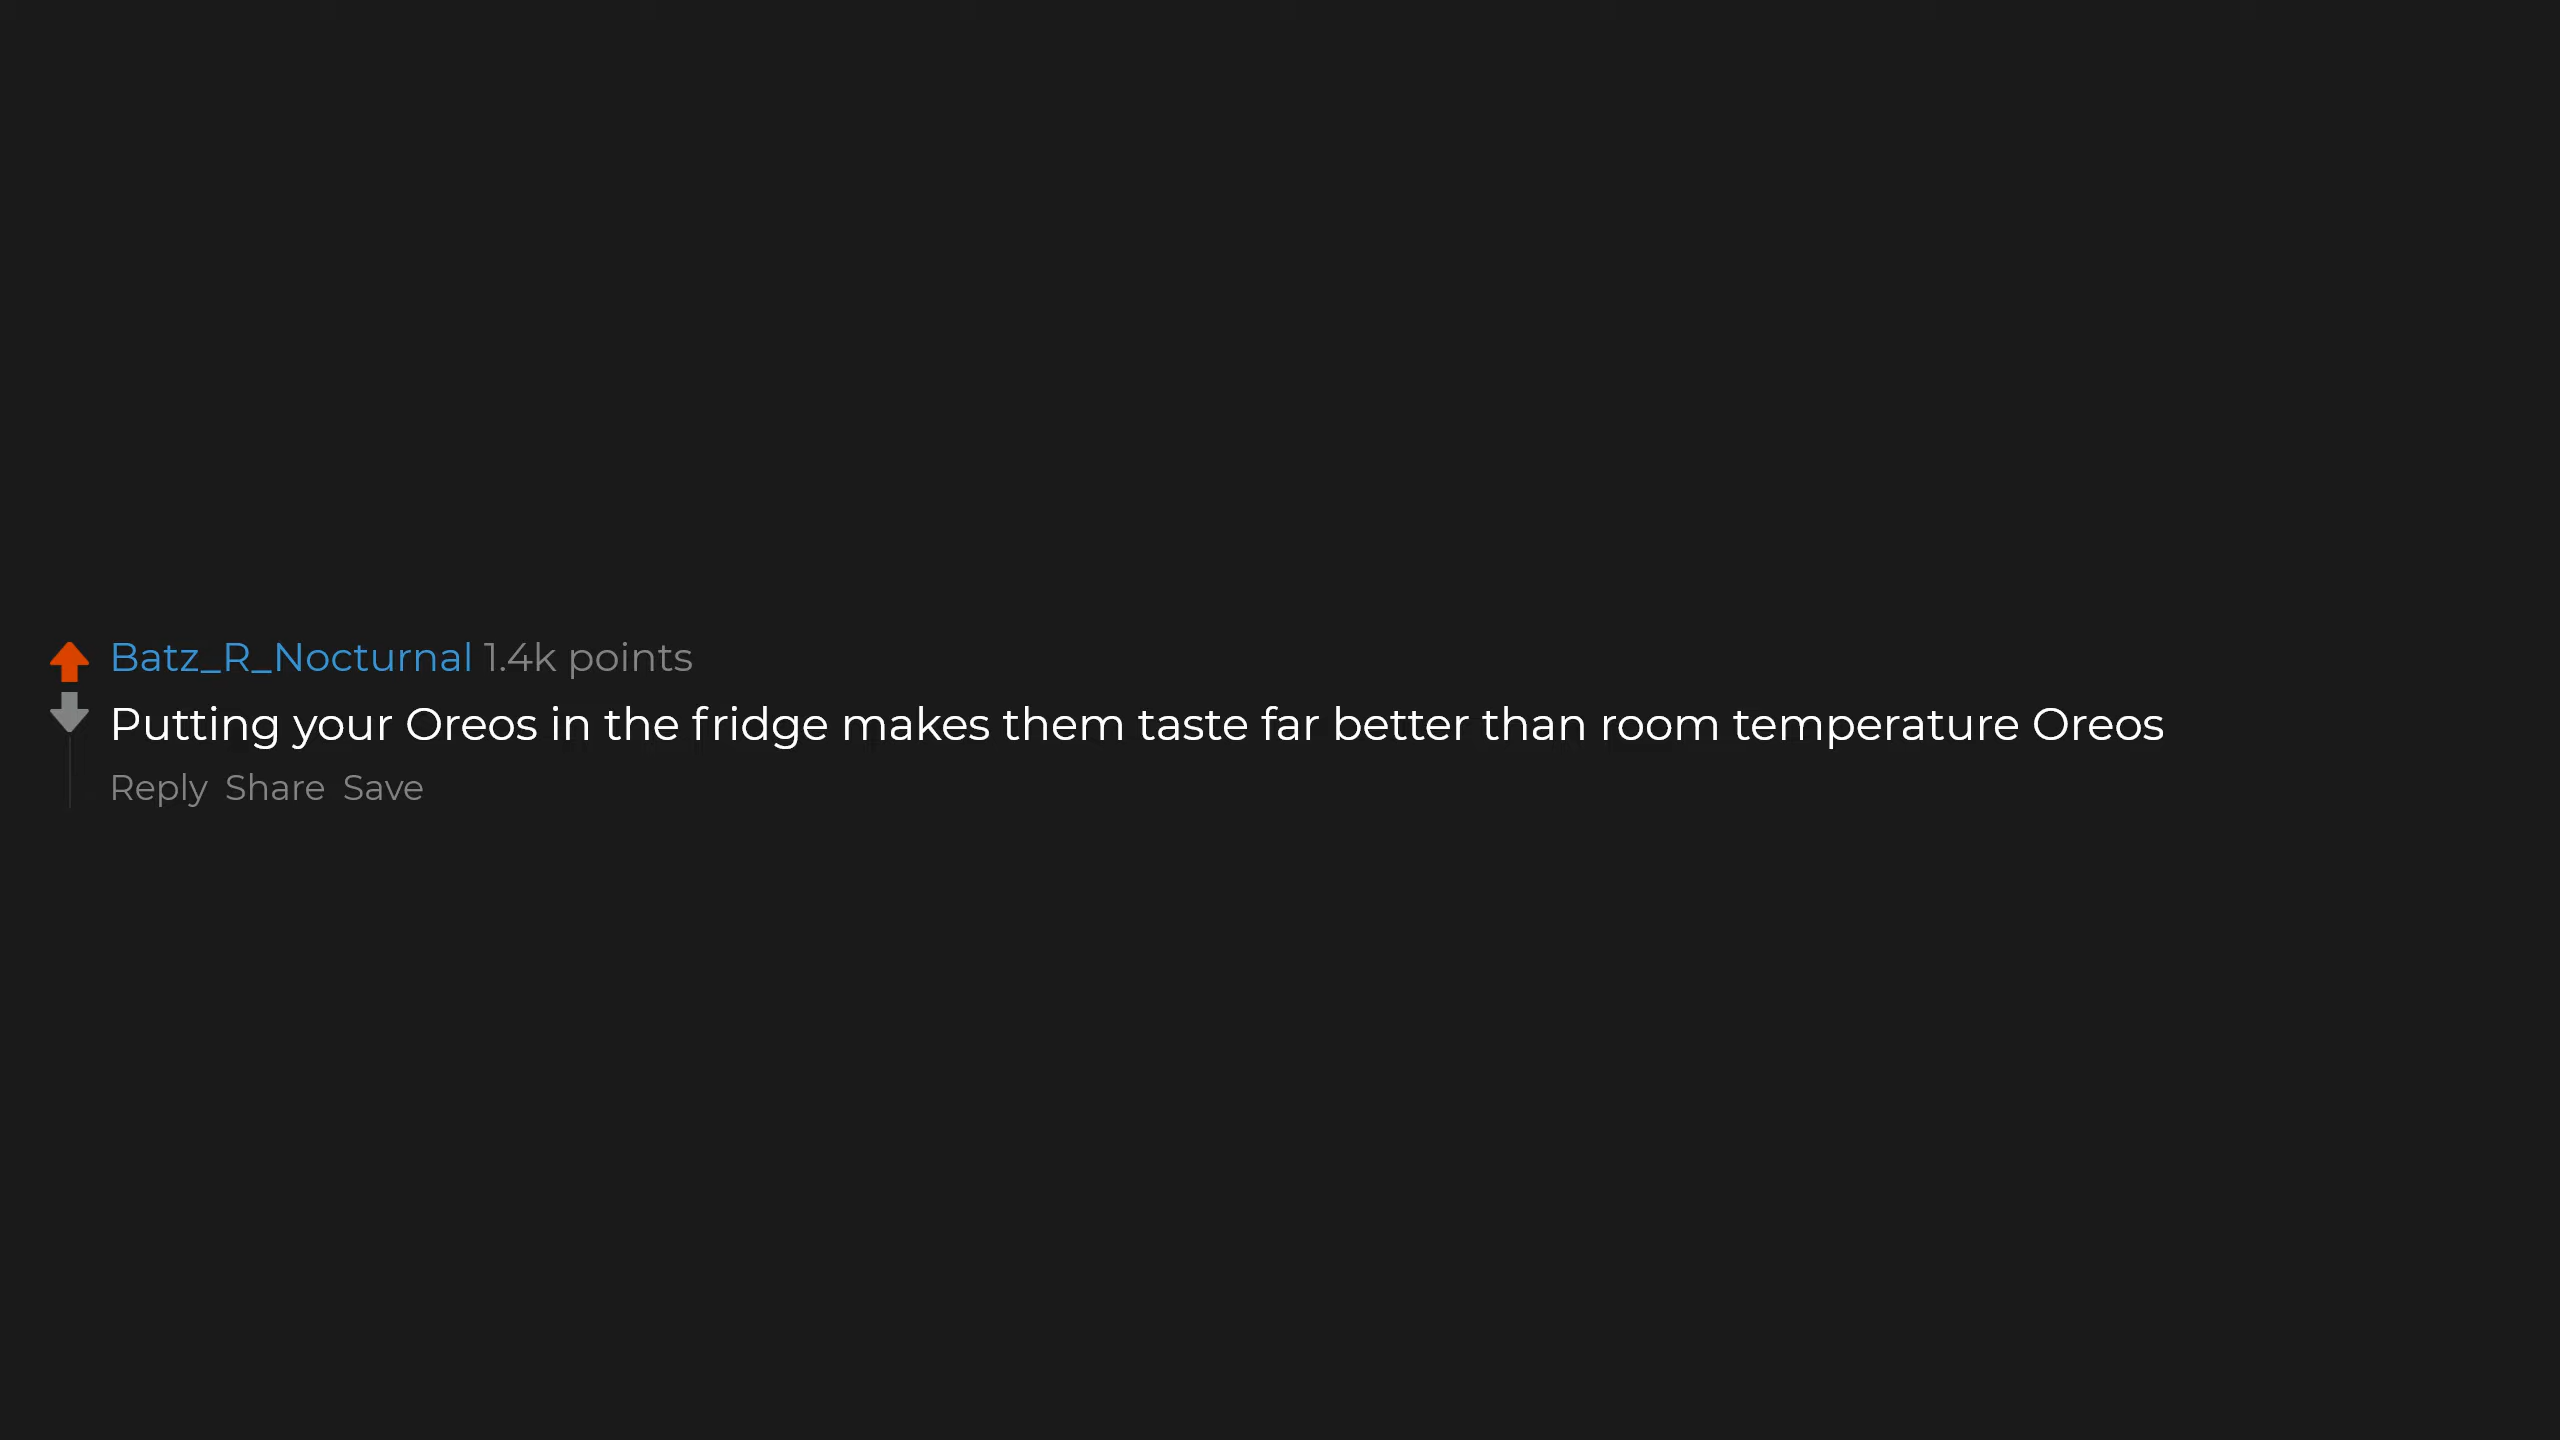 Batz_R_Nocturnal 1.4k points
Putting your Oreos in the fridge makes them taste far better than room temperature Oreos
Reply Share Save